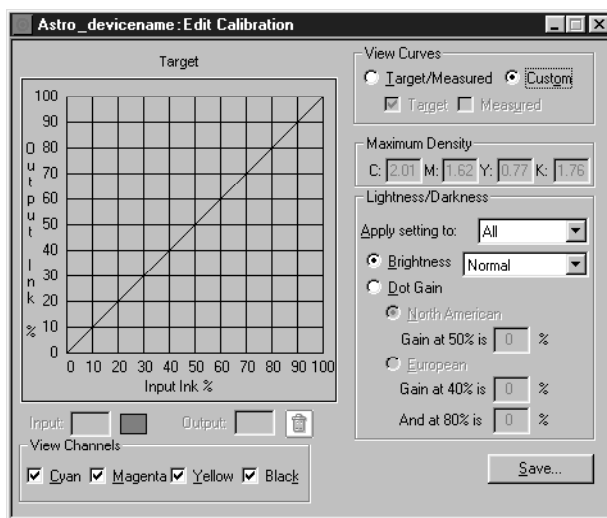 Astro_devicename:Edit Calibration
Target
Output Ink %
100
90
80
70
60
50
40
30
20
10
0
0 10 20 30 40 50 60 70 80 90 100
Input Ink %
Input: Output:
View Channels
Cyan Magenta Yellow Black
View Curves
Target/Measured Custom
Target Measured
Maximum Density
C: 2.01 M: 1.62 Y: 0.77 K: 1.76
Lightness/Darkness
Apply setting to: All
Brightness Normal
Dot Gain
North American
Gain at 50% is 0 %
European
Gain at 40% is 0 %
And at 80% is 0 %
Save...